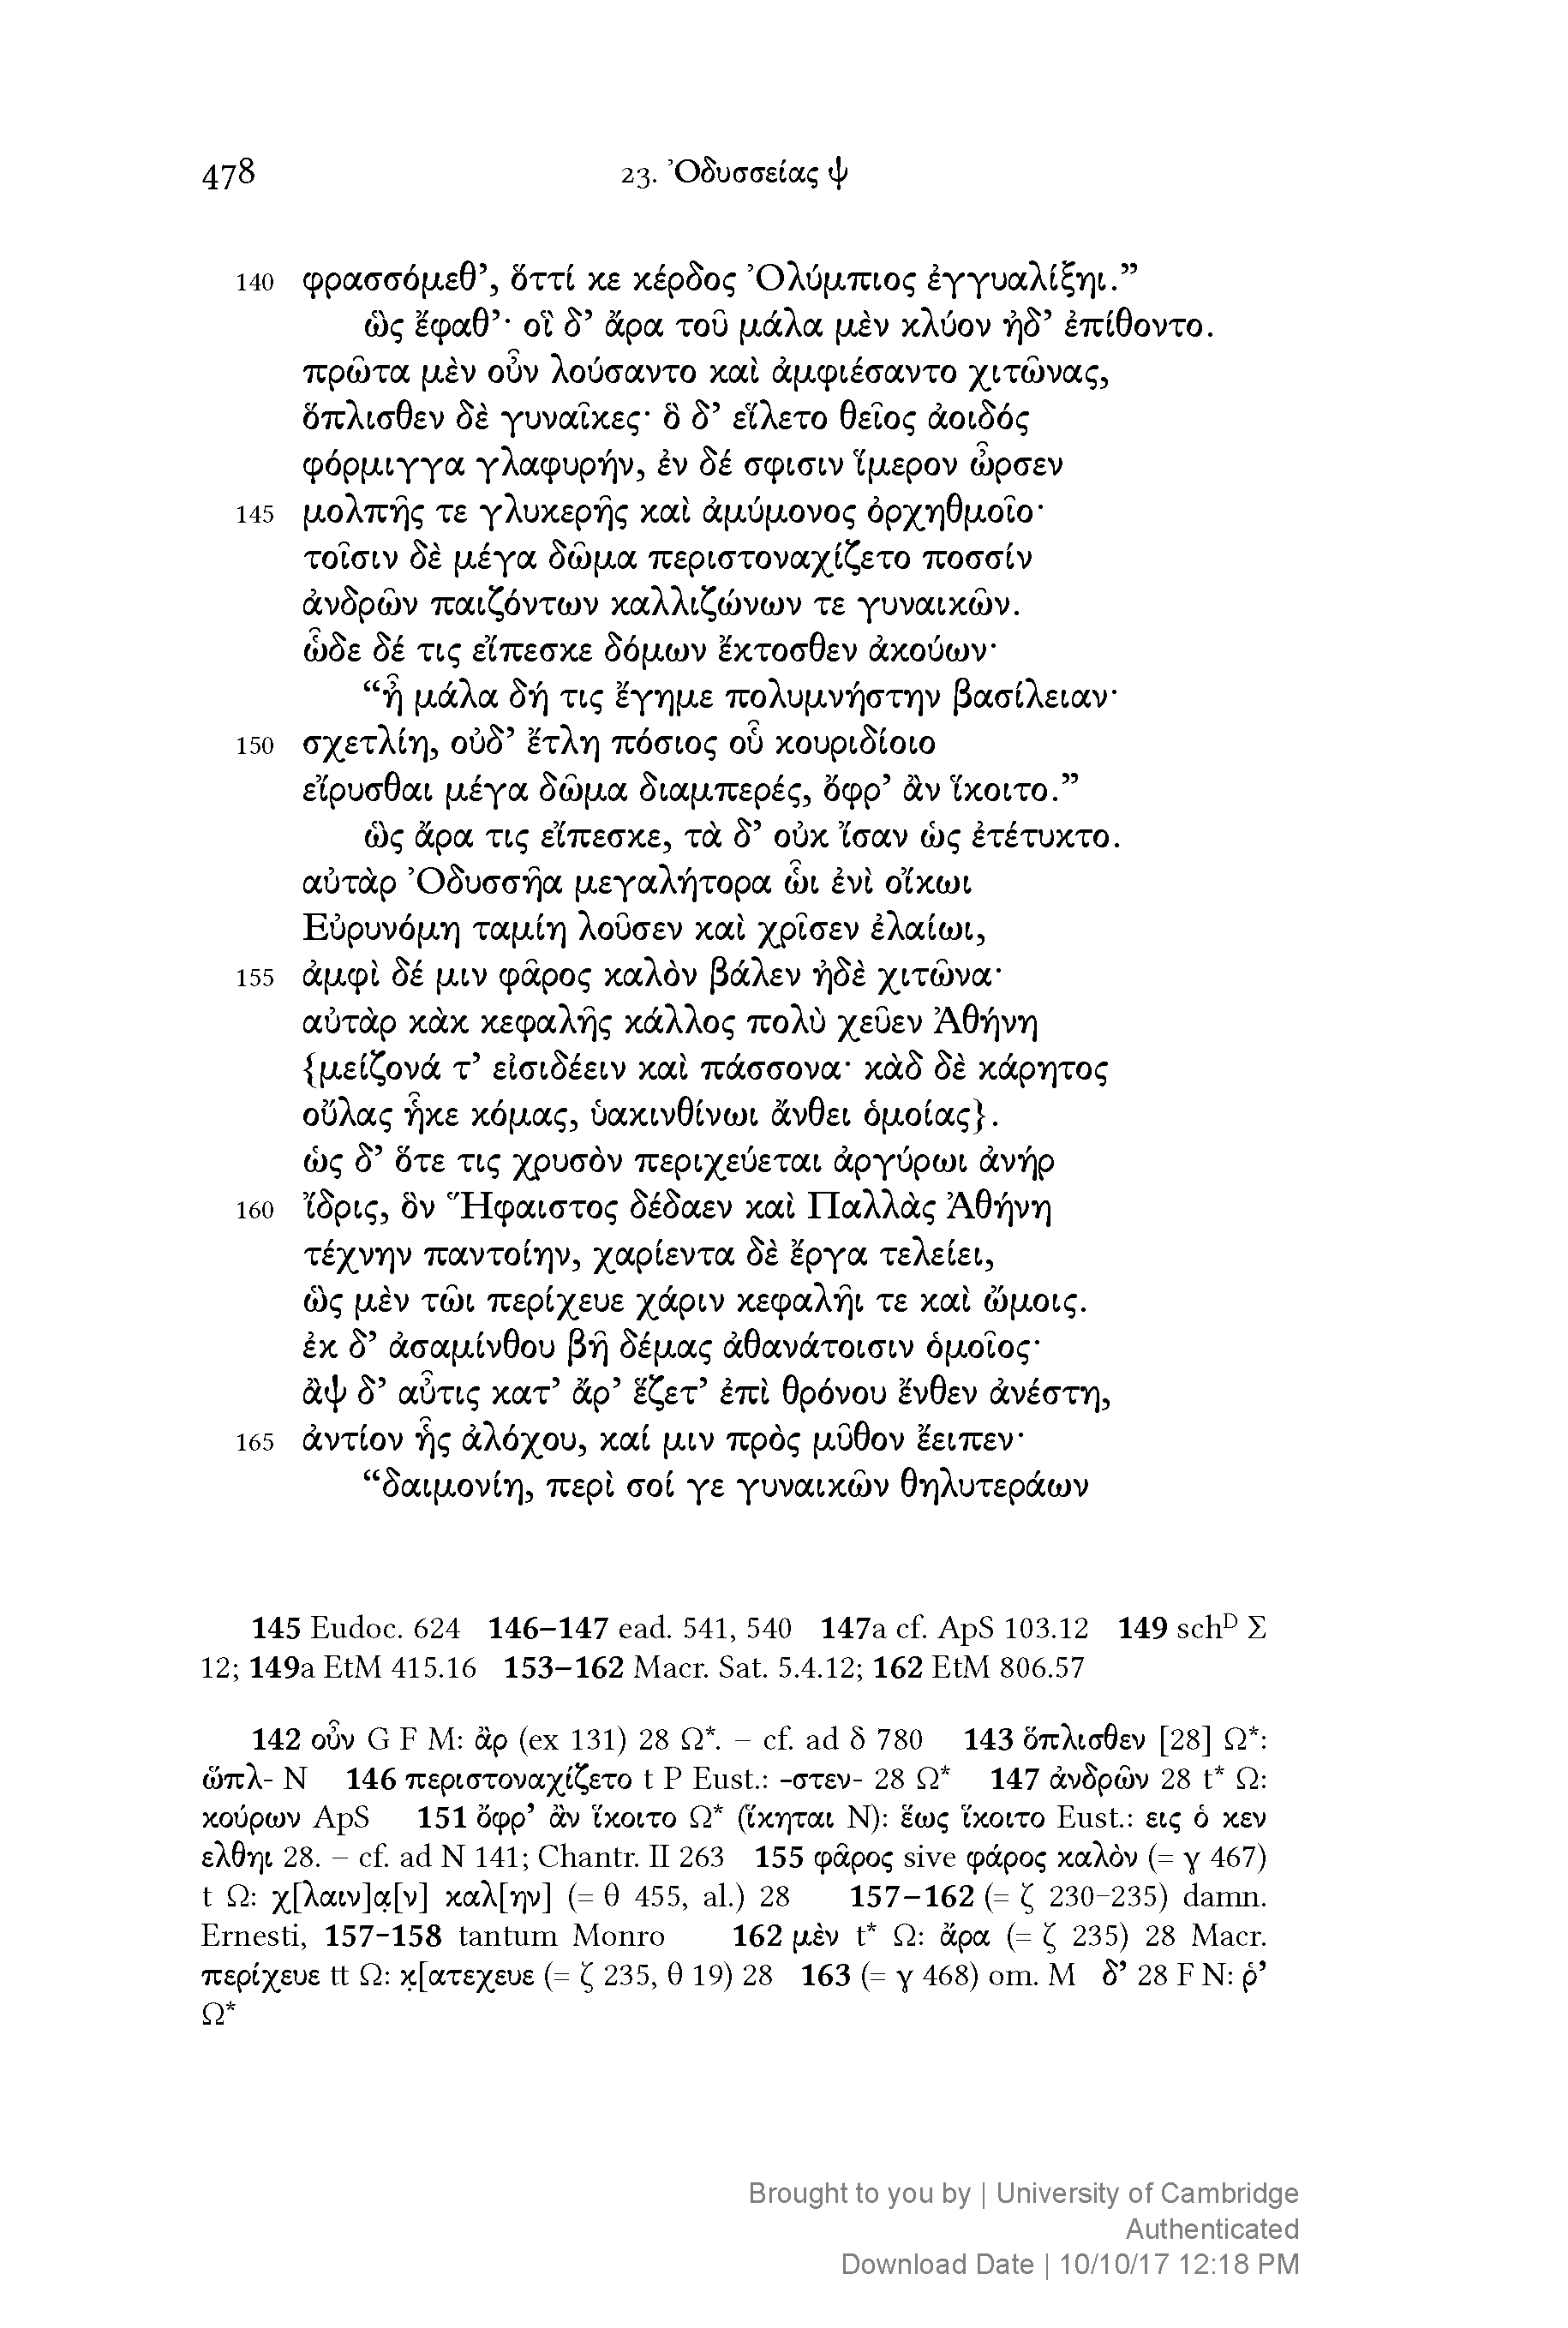 478 23. Ὀδυσσείας ψ
140 φρασσόμεθ’, ὅττί κε κέρδος Ὀλύμπιος ἐγγυαλίξηι.”
ὣς ἔφαθ’· οἳ δ’ ἄρα τοῦ μάλα μὲν κλύον ἠδ’ ἐπίθοντο.
πρῶτα μὲν οὖν λούσαντο καὶ ἀμφιέσαντο χιτῶνας,
ὅπλισθεν δὲ γυναῖκες· ὃ δ’ εἵλετο θεῖος ἀοιδός
φόρμιγγα γλαφυρήν, ἐν δέ σφισιν ἵμερον ὦρσεν
145 μολπῆς τε γλυκερῆς καὶ ἀμύμονος ὀρχηθμοῖο·
τοῖσιν δὲ μέγα δῶμα περιστοναχίζετο ποσσίν
ἀνδρῶν παιζόντων καλλιζώνων τε γυναικῶν.
ὧδε δέ τις εἴπεσκε δόμων ἔκτοσθεν ἀκούων·
“ἦ μάλα δή τις ἔγημε πολυμνήστην βασίλειαν·
150 σχετλίη, οὐδ’ ἔτλη πόσιος οὗ κουριδίοιο
εἴρυσθαι μέγα δῶμα διαμπερές, ὄφρ’ ἂν ἵκοιτο.”
ὣς ἄρα τις εἴπεσκε, τὰ δ’ οὐκ ἴσαν ὡς ἐτέτυκτο.
αὐτὰρ Ὀδυσσῆα μεγαλήτορα ὧι ἐνὶ οἴκωι
Εὐρυνόμη ταμίη λοῦσεν καὶ χρῖσεν ἐλαίωι,
155 ἀμφὶ δέ μιν φᾶρος καλὸν βάλεν ἠδὲ χιτῶνα·
αὐτὰρ κὰκ κεφαλῆς κάλλος πολὺ χεῦεν Ἀθήνη
{μείζονά τ’ εἰσιδέειν καὶ πάσσονα· κὰδ δὲ κάρητος
οὔλας ἧκε κόμας, ὑακινθίνωι ἄνθει ὁμοίας}.
ὡς δ’ ὅτε τις χρυσὸν περιχεύεται ἀργύρωι ἀνήρ
160 ἴδρις, ὃν Ἥφαιστος δέδαεν καὶ Παλλὰς Ἀθήνη
τέχνην παντοίην, χαρίεντα δὲ ἔργα τελείει,
ὣς μὲν τῶι περίχευε χάριν κεφαλῆι τε καὶ ὤμοις.
ἐκ δ’ ἀσαμίνθου βῆ δέμας ἀθανάτοισιν ὁμοῖος·
ἂψ δ’ αὖτις κατ’ ἄρ’ ἕζετ’ ἐπὶ θρόνου ἔνθεν ἀνέστη,
165 ἀντίον ἧς ἀλόχου, καί μιν πρὸς μῦθον ἔειπεν·
“δαιμονίη, περὶ σοί γε γυναικῶν θηλυτεράων
145 Eudoc. 624 146–147 ead. 541, 540 147a cf. ApS 103.12 149 schᴰ Σ
12; 149a EtM 415.16 153–162 Macr. Sat. 5.4.12; 162 EtM 806.57
142 οὖν G F M: ἂρ (ex 131) 28 Ω*. – cf. ad δ 780 143 ὅπλισθεν [28] Ω*:
ὥπλ- N 146 περιστοναχίζετο t P Eust.: -στεν- 28 Ω* 147 ἀνδρῶν 28 t* Ω:
κούρων ApS 151 ὄφρ’ ἂν ἵκοιτο Ω* (ἵκηται N): ἕως ἵκοιτο Eust.: εις ὁ κεν
ελθηι 28. – cf. ad N 141; Chantr. II 263 155 φᾶρος sive φάρος καλὸν (= γ 467)
t Ω: χ[λαιν]α̣[ν] καλ[ην] (= θ 455, al.) 28 157–162 (= ζ 230-235) damn.
Ernesti, 157-158 tantum Monro 162 μὲν t* Ω: ἄρα (= ζ 235) 28 Macr.
περίχευε tt Ω: κ̣[ατεχευε (= ζ 235, θ 19) 28 163 (= γ 468) om. M δ’ 28 F N: ῥ’
Ω*
Brought to you by | University of Cambridge
Authenticated
Download Date | 10/10/17 12:18 PM